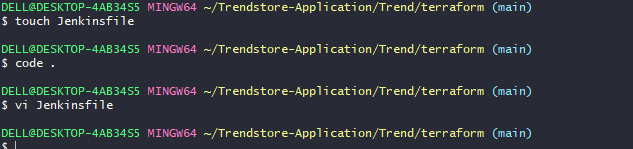 DELL@DESKTOP-4AB34S5 MINGW64 ~/Trendstore-Application/Trend/terraform (main)
$ touch Jenkinsfile
DELL@DESKTOP-4AB34S5 MINGW64 ~/Trendstore-Application/Trend/terraform (main)
$ code .
DELL@DESKTOP-4AB34S5 MINGW64 ~/Trendstore-Application/Trend/terraform (main)
$ vi Jenkinsfile
DELL@DESKTOP-4AB34S5 MINGW64 ~/Trendstore-Application/Trend/terraform (main)
$